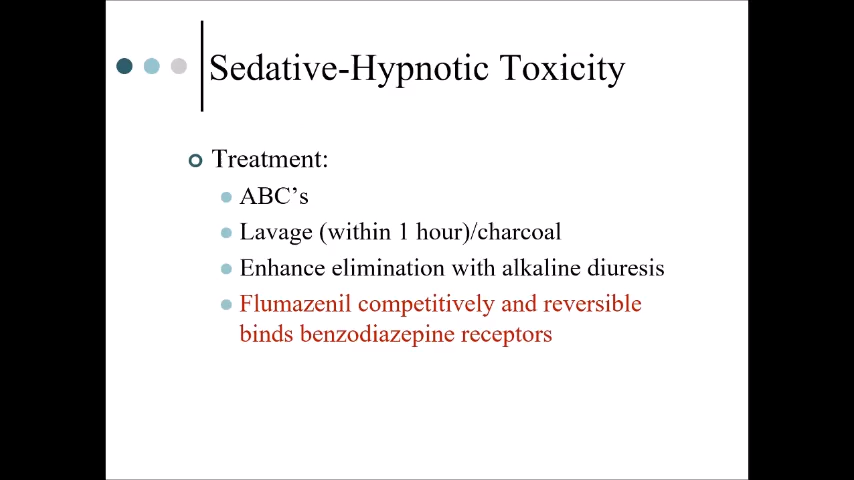 Sedative-Hypnotic Toxicity
Treatment:
ABC's
Lavage (within 1 hour)/charcoal
Enhance elimination with alkaline diuresis
Flumazenil competitively and reversible
binds benzodiazepine receptors